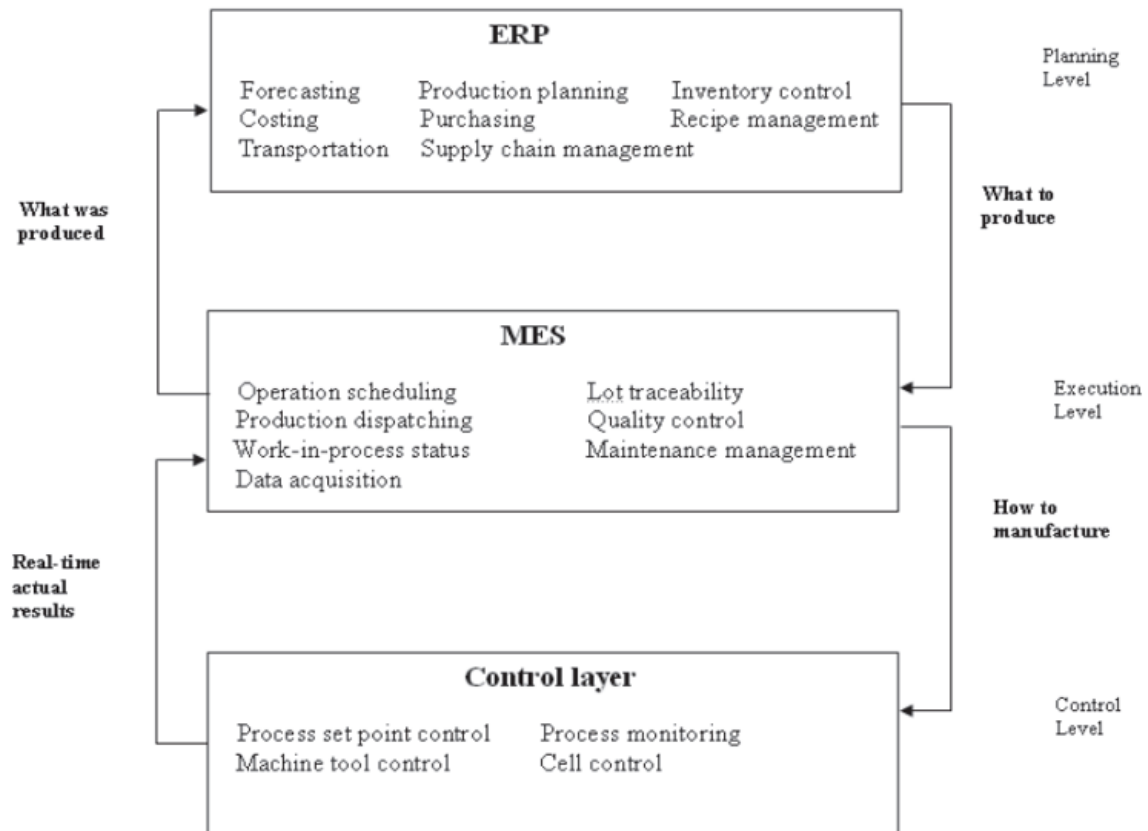 ERP
Planning
Level
Forecasting Production planning Inventory control
Costing Purchasing Recipe management
Transportation Supply chain management
What was
produced
What to
produce
MES
Execution
Level
Operation scheduling Lot traceability
Production dispatching Quality control
Work-in-process status Maintenance management
Data acquisition
How to
manufacture
Real-time
actual
results
Control layer
Control
Level
Process set point control Process monitoring
Machine tool control Cell control